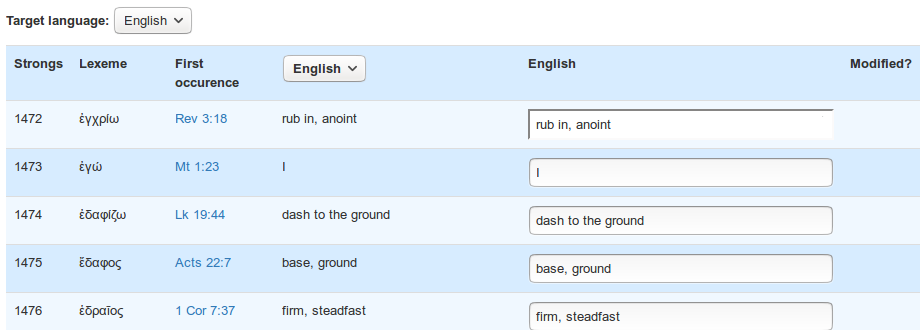 Target language: English
Strongs Lexeme First occurence English English Modified?
1472 ἐγχρίω Rev 3:18 rub in, anoint rub in, anoint
1473 ἐγώ Mt 1:23 I I
1474 ἐδαφίζω Lk 19:44 dash to the ground dash to the ground
1475 ἔδαφος Acts 22:7 base, ground base, ground
1476 ἑδραῖος 1 Cor 7:37 firm, steadfast firm, steadfast